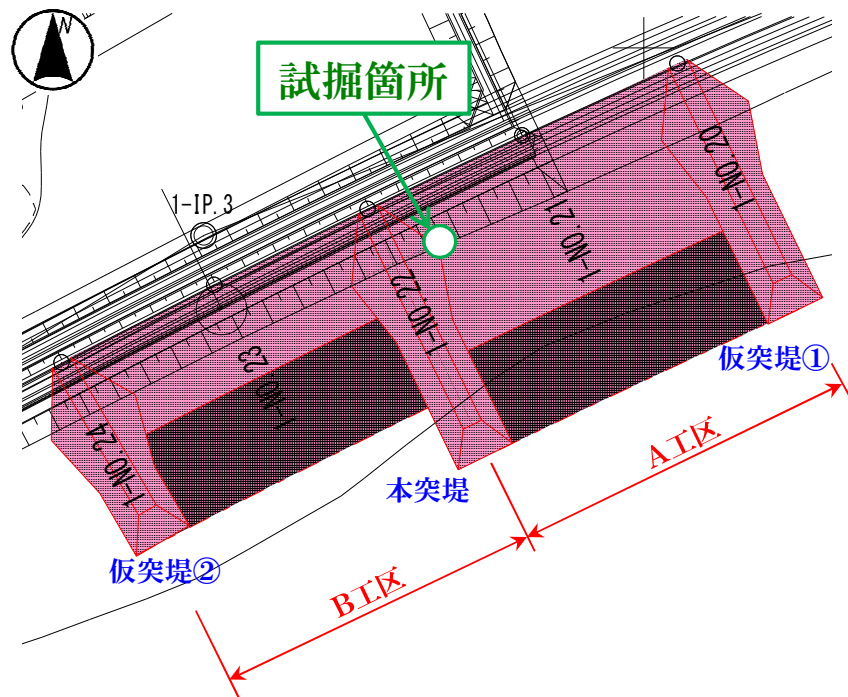 N
試掘箇所
1-IP.3
1-NO.20
1-NO.21
1-NO.22
1-NO.23
1-NO.24
仮突堤①
A工区
本突堤
B工区
仮突堤②